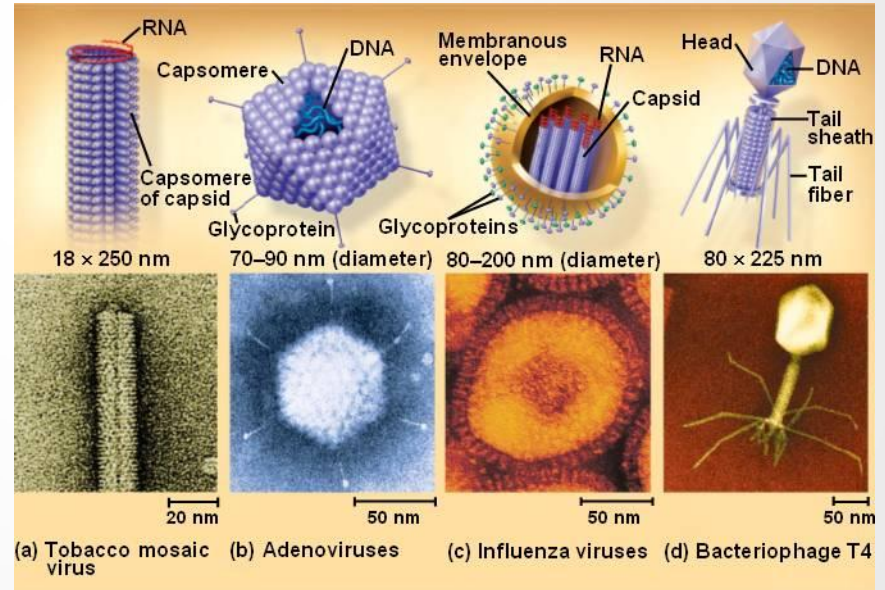 RNA
Capsomere
of capsid
18 × 250 nm
20 nm
(a) Tobacco mosaic
virus
Capsomere
DNA
Glycoprotein
70–90 nm (diameter)
50 nm
(b) Adenoviruses
Membranous
envelope
RNA
Capsid
Glycoproteins
80–200 nm (diameter)
50 nm
(c) Influenza viruses
Head
DNA
Tail
sheath
Tail
fiber
80 × 225 nm
50 nm
(d) Bacteriophage T4